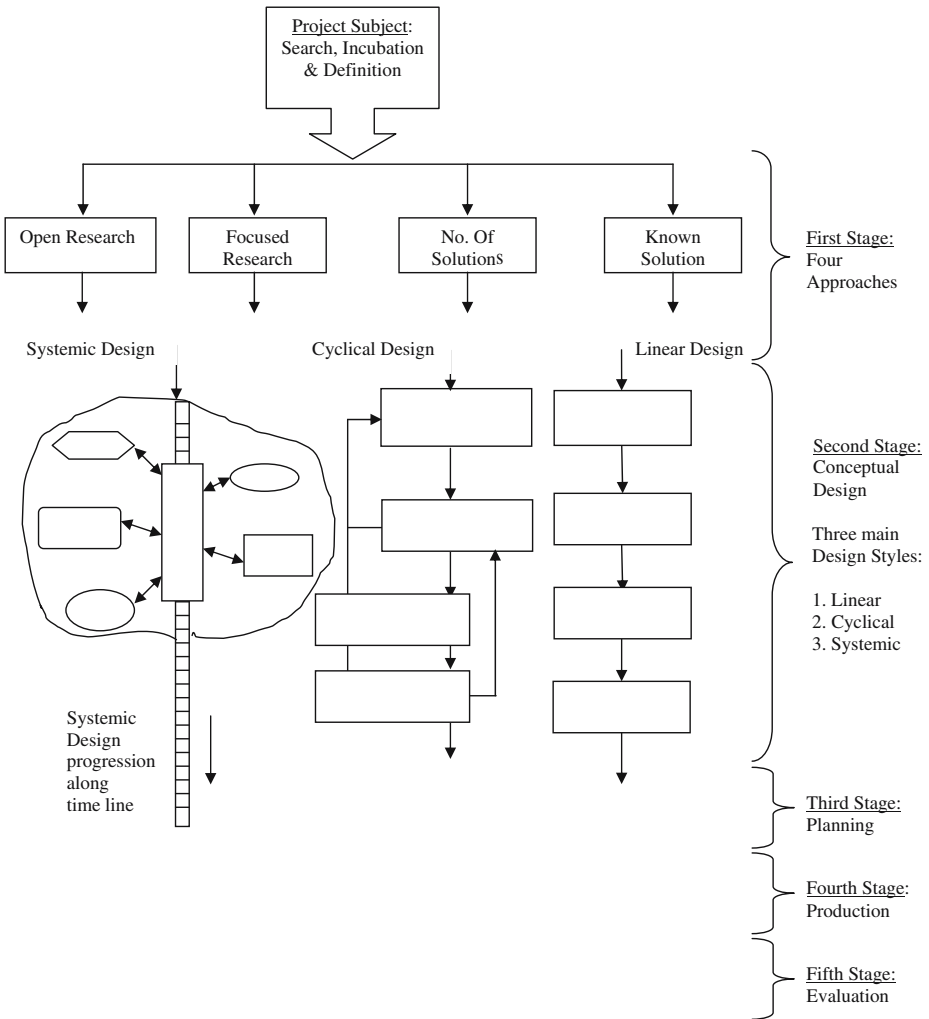 Project Subject:
Search, Incubation
& Definition
Open Research
Focused
Research
No. Of
Solutions
Known
Solution
First Stage:
Four
Approaches
Systemic Design
Cyclical Design
Linear Design
Second Stage:
Conceptual
Design
Three main
Design Styles:
1. Linear
2. Cyclical
3. Systemic
Systemic
Design
progression
along
time line
Third Stage:
Planning
Fourth Stage:
Production
Fifth Stage:
Evaluation